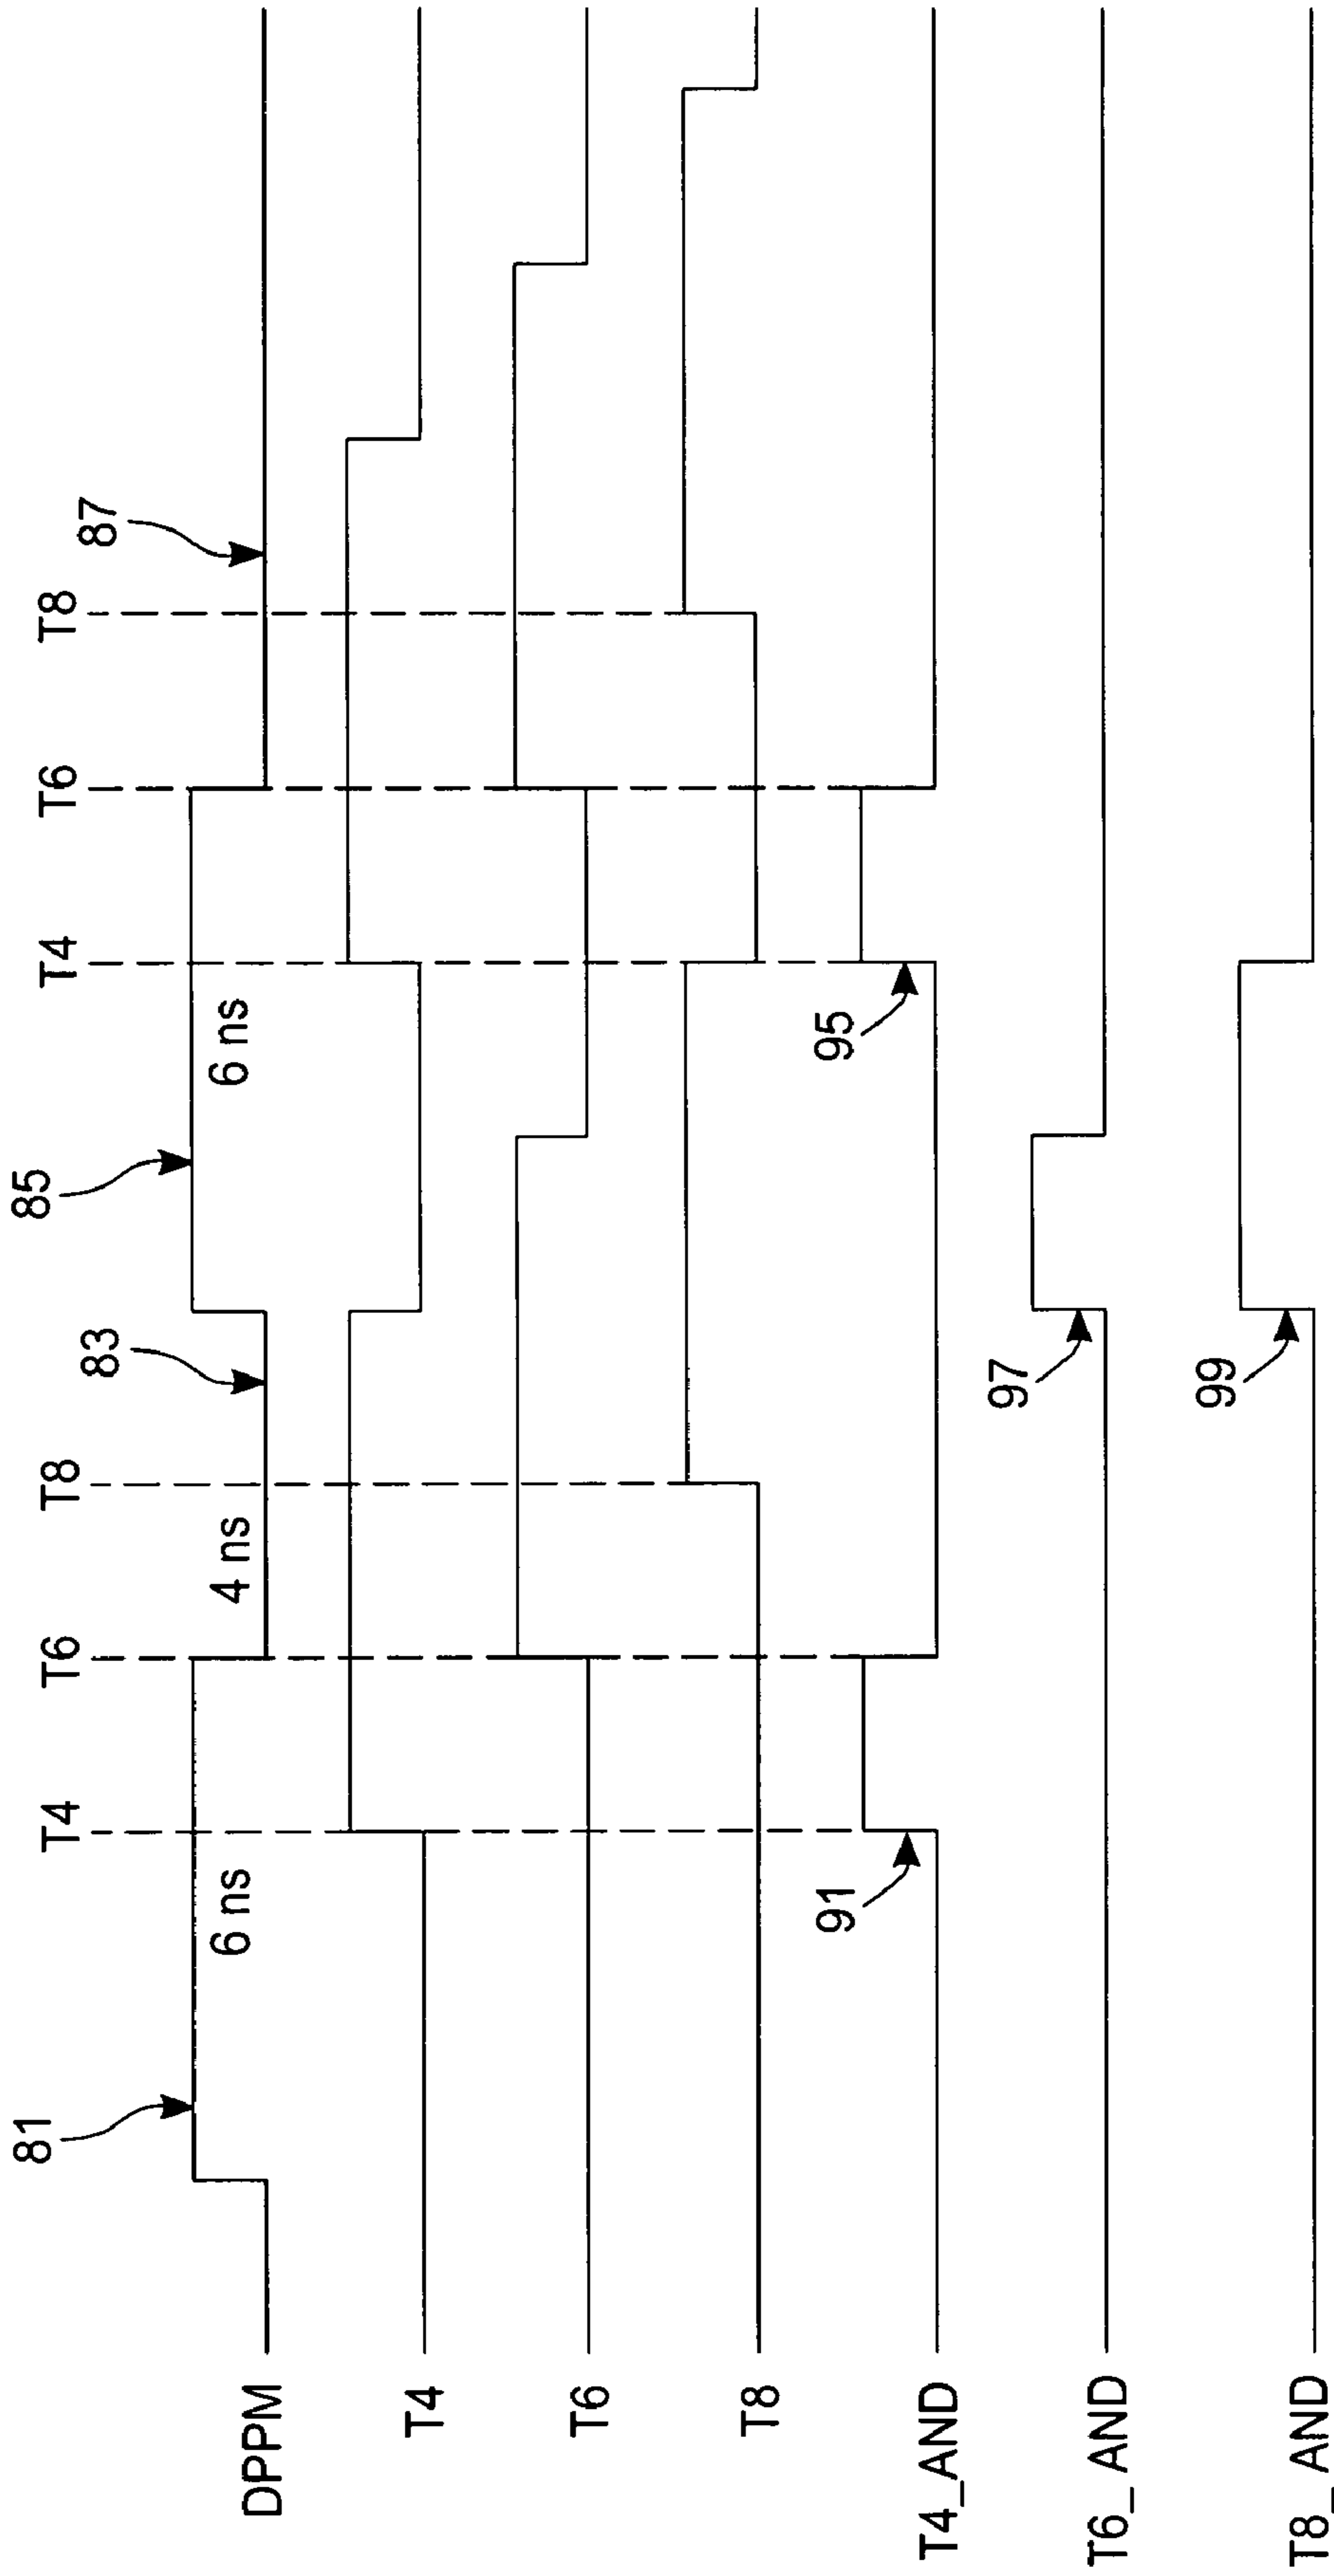 81
85
87
T4
T6
T8
T4
T6
T8
83
DPPM
6 ns
4 ns
6 ns
T4
T6
T8
91
95
T4_AND
97
T6_AND
99
T8_AND